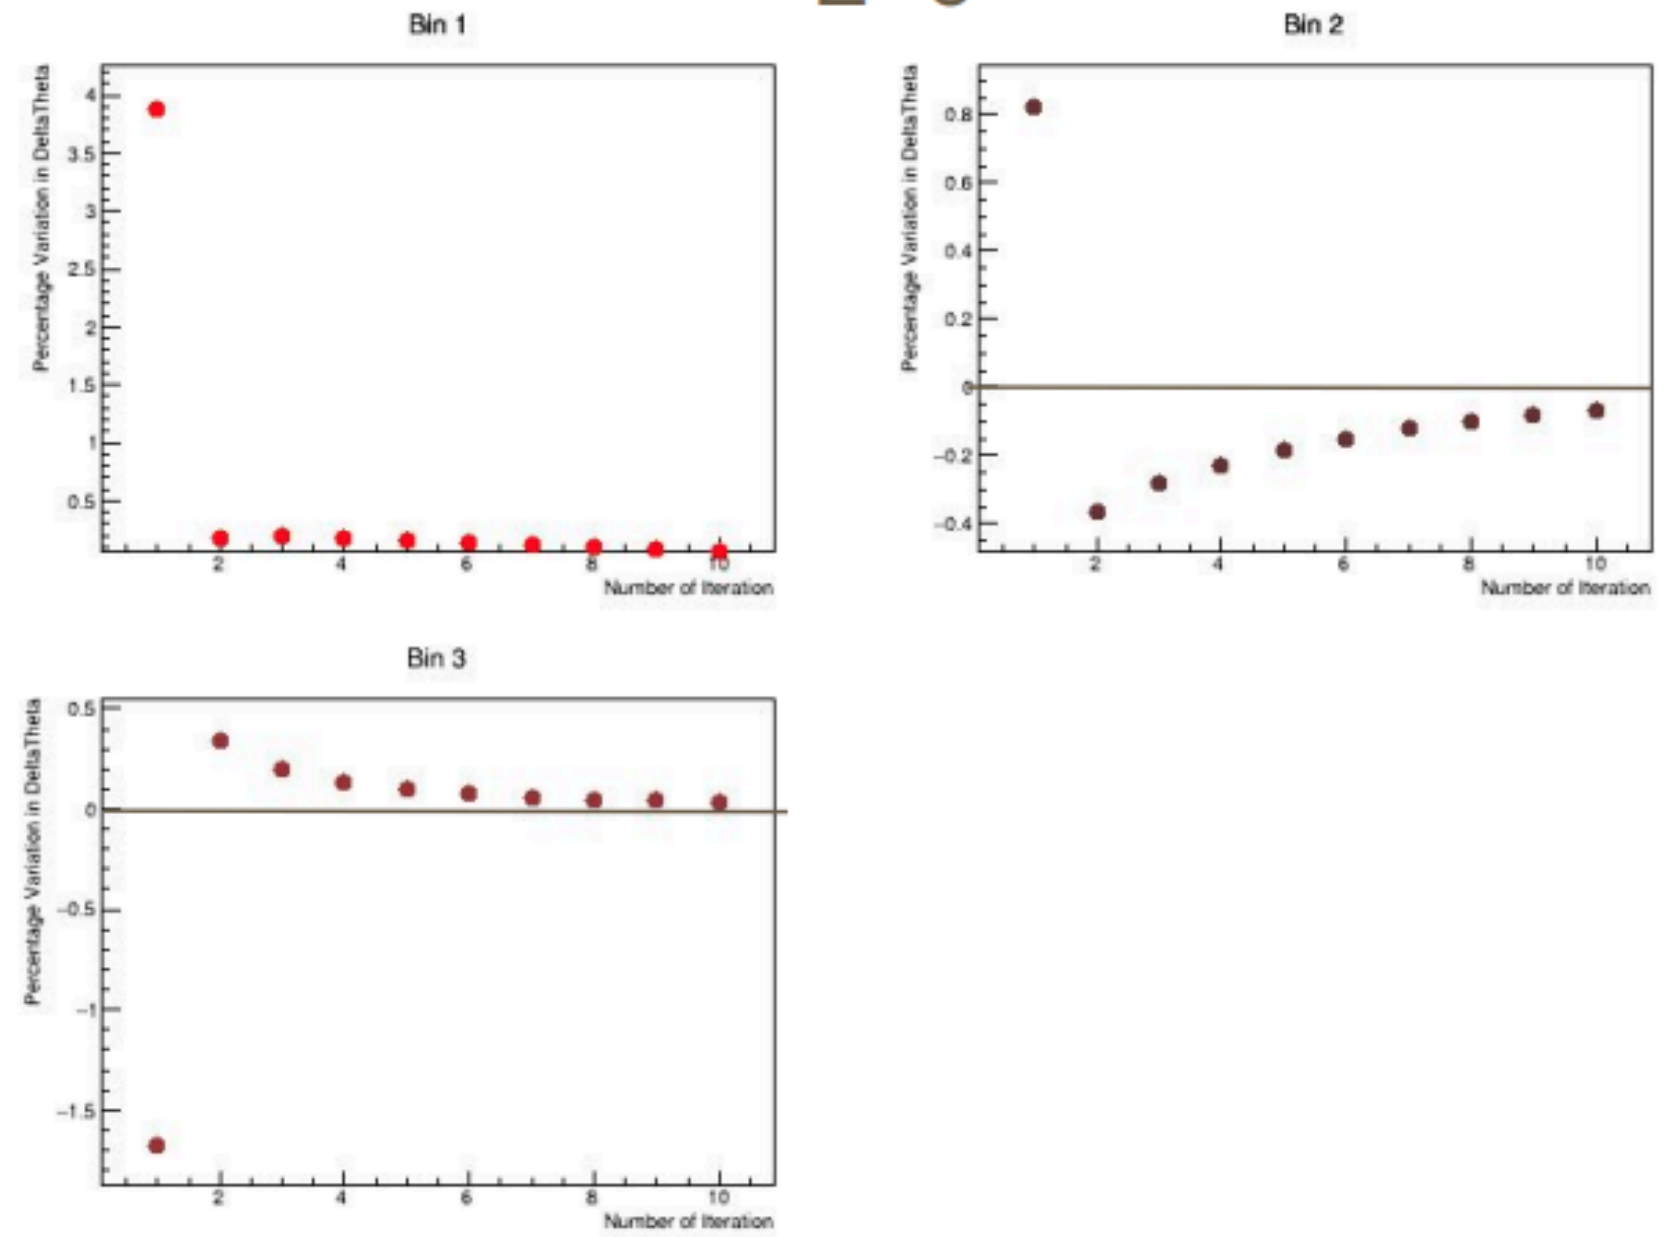 Bin 1
Percentage Variation in DeltaTheta
4
3.5
3
2.5
2
1.5
1
0.5
2 4 6 8 10
Number of Iteration
Bin 2
Percentage Variation in DeltaTheta
0.8
0.6
0.4
0.2
0
−0.2
−0.4
2 4 6 8 10
Number of Iteration
Bin 3
Percentage Variation in DeltaTheta
0.5
0
−0.5
−1
−1.5
2 4 6 8 10
Number of Iteration